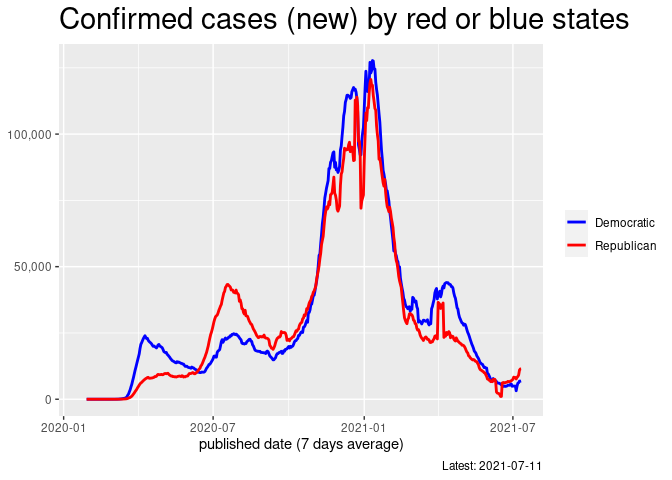 Confirmed cases (new) by red or blue states
100,000
50,000
0
2020-01
2020-07
2021-01
2021-07
published date (7 days average)
Democratic
Republican
Latest: 2021-07-11